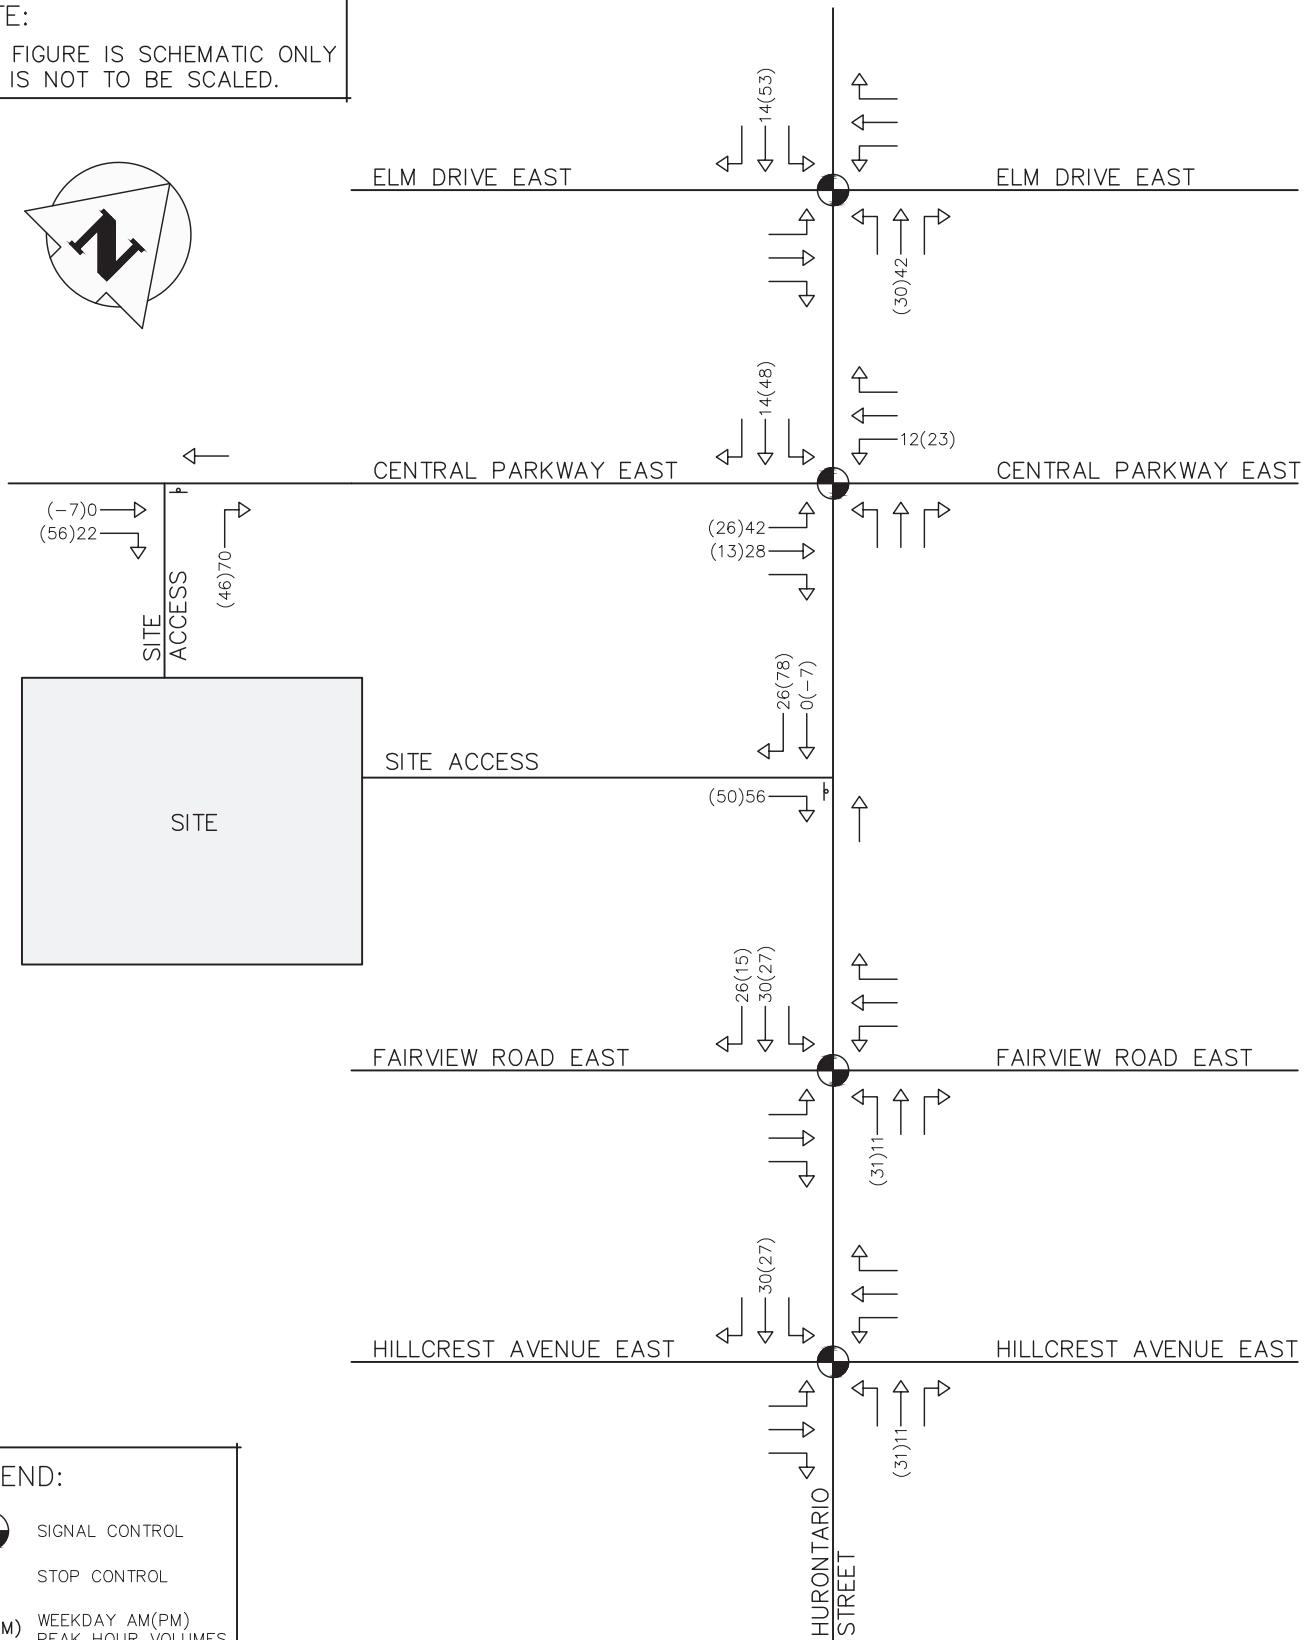 FIGURE IS SCHEMATIC ONLY
IS NOT TO BE SCALED.
N
14(53)
ELM DRIVE EAST
ELM DRIVE EAST
(30)42
14(48)
12(23)
CENTRAL PARKWAY EAST
CENTRAL PARKWAY EAST
(-7)0
(56)22
(46)70
(26)42
(13)28
SITE
ACCESS
26(78)
0(-7)
SITE ACCESS
(50)56
SITE
26(15)
30(27)
FAIRVIEW ROAD EAST
FAIRVIEW ROAD EAST
(31)11
30(27)
HILLCREST AVENUE EAST
HILLCREST AVENUE EAST
(31)11
END:
SIGNAL CONTROL
STOP CONTROL
M) WEEKDAY AM(PM)
PEAK HOUR VOLUMES
HURONTARIO
STREET